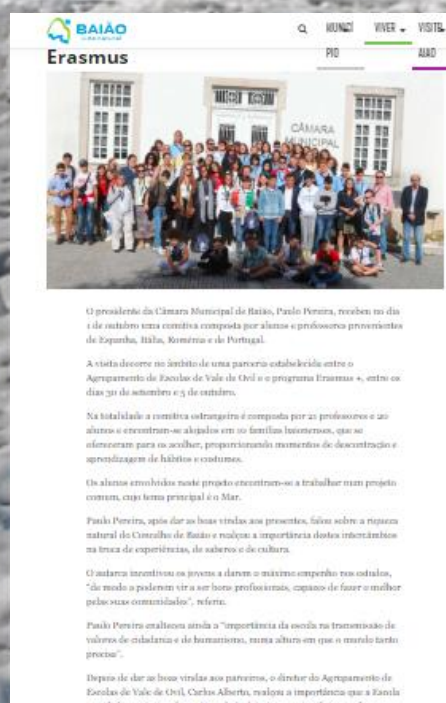 BAIÃO
MUNICÍ
PIO
VIVER
VISITE
AIAO
Erasmus
CÂMARA
MUNICIPAL
O presidente da Câmara Municipal de Baião, Paulo Pereira, recebeu no dia
1 de outubro uma comitiva composta por alunos e professores provenientes
de Espanha, Itália, Roménia e de Portugal.
A visita decorre no âmbito de uma parceria estabelecida entre o
Agrupamento de Escolas de Vale de Ovil e o programa Erasmus +, entre os
dias 30 de setembro e 5 de outubro.
Na totalidade a comitiva estrangeira é composta por 21 professores e 20
alunos e encontram-se alojados em 10 famílias baionenses, que se
ofereceram para os acolher, proporcionando momentos de descontração e
aprendizagem de hábitos e costumes.
Os alunos envolvidos neste projeto encontram-se a trabalhar num projeto
comum, cujo tema principal é o Mar.
Paulo Pereira, após dar as boas vindas aos presentes, falou sobre a riqueza
natural do Concelho de Baião e realçou a importância destes intercâmbios
na troca de experiências, de saberes e de cultura.
O autarca incentivou os jovens a darem o máximo empenho nos estudos,
"de modo a poderem vir a ser bons profissionais, capazes de fazer o melhor
pelas suas comunidades", referiu.
Paulo Pereira enalteceu ainda a "importância da escola na transmissão de
valores de cidadania e de humanismo, numa altura em que o mundo tanto
precisa".
Depois de dar as boas vindas aos parceiros, o diretor do Agrupamento de
Escolas de Vale de Ovil, Carlos Alberto, realçou a importância que a Escola